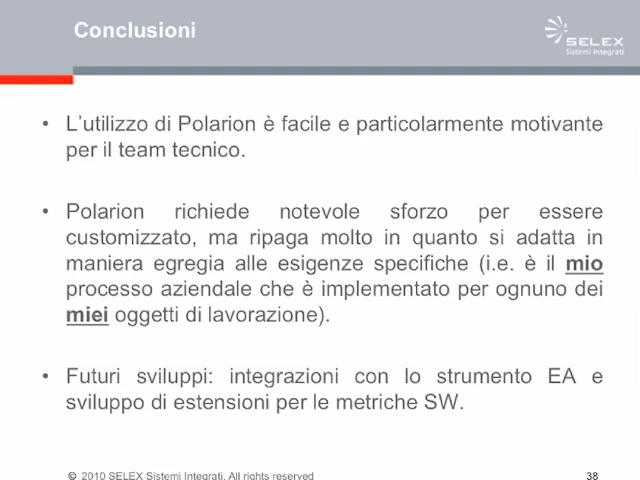 Conclusioni
SELEX
Sistemi Integrati
• L'utilizzo di Polarion è facile e particolarmente motivante
per il team tecnico.
• Polarion richiede notevole sforzo per essere
customizzato, ma ripaga molto in quanto si adatta in
maniera egregia alle esigenze specifiche (i.e. è il mio
processo aziendale che è implementato per ognuno dei
miei oggetti di lavorazione).
• Futuri sviluppi: integrazioni con lo strumento EA e
sviluppo di estensioni per le metriche SW.
© 2010 SELEX Sistemi Integrati. All rights reserved
38